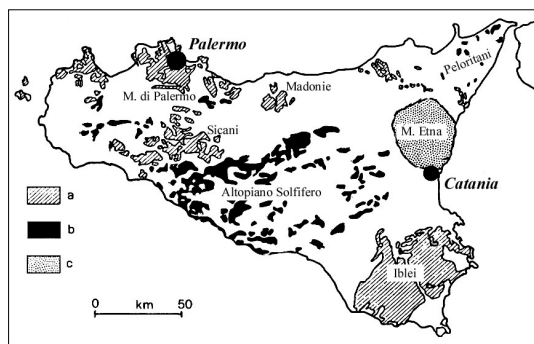 Palermo
Peloritani
M. di Palermo
Madonie
M. Etna
Sicani
Catania
Altopiano Solfifero
a
b
Iblei
c
0 50
km